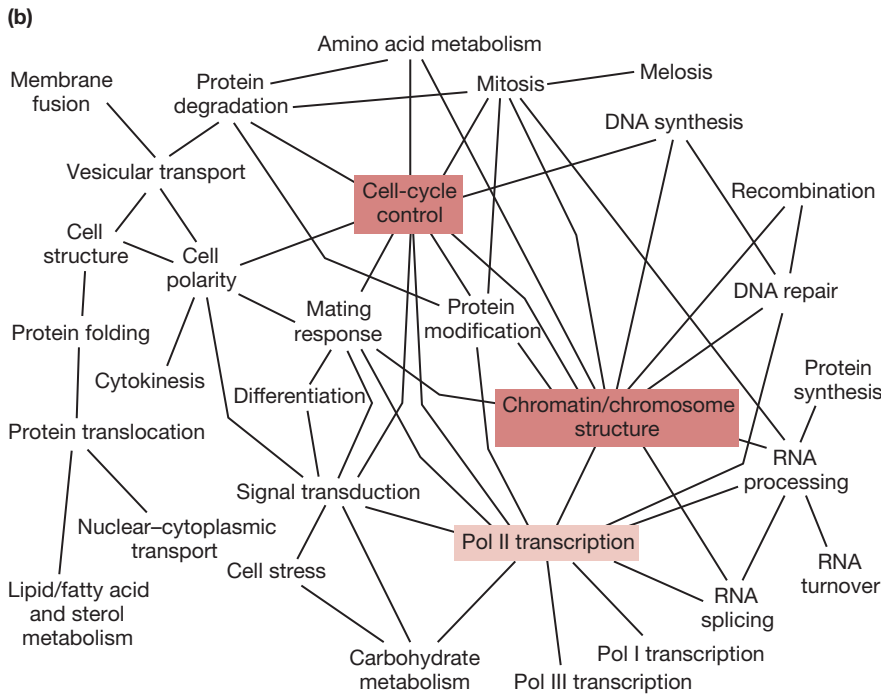 (b)
Amino acid metabolism
Membrane
fusion
Protein
degradation
Mitosis
Melosis
DNA synthesis
Vesicular transport
Cell-cycle
control
Recombination
Cell
structure
Cell
polarity
DNA repair
Mating
response
Protein
modification
Protein folding
Cytokinesis
Differentiation
Chromatin/chromosome
structure
Protein
synthesis
Protein translocation
RNA
processing
Signal transduction
Nuclear–cytoplasmic
transport
Pol II transcription
Cell stress
RNA
turnover
Lipid/fatty acid
and sterol
metabolism
RNA
splicing
Carbohydrate
metabolism
Pol I transcription
Pol III transcription